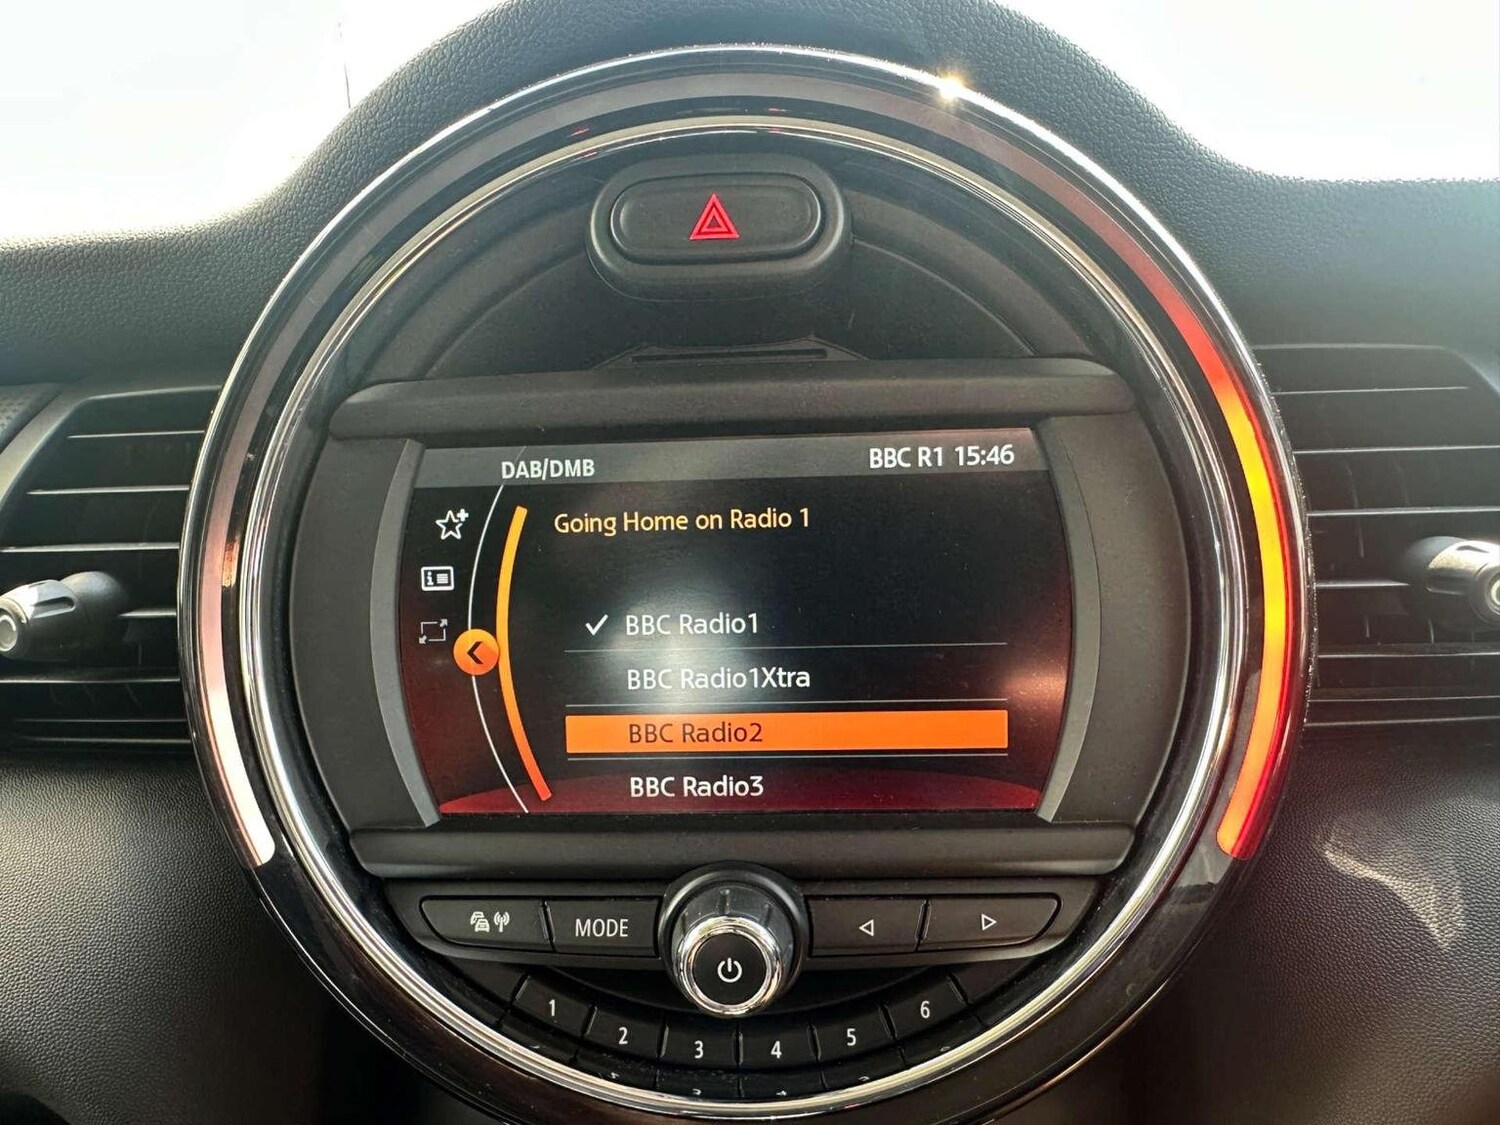 DAB/DMB BBC R1 15:46
Going Home on Radio 1
BBC Radio1
BBC Radio1Xtra
BBC Radio2
BBC Radio3
MODE
1 2 3 4 5 6